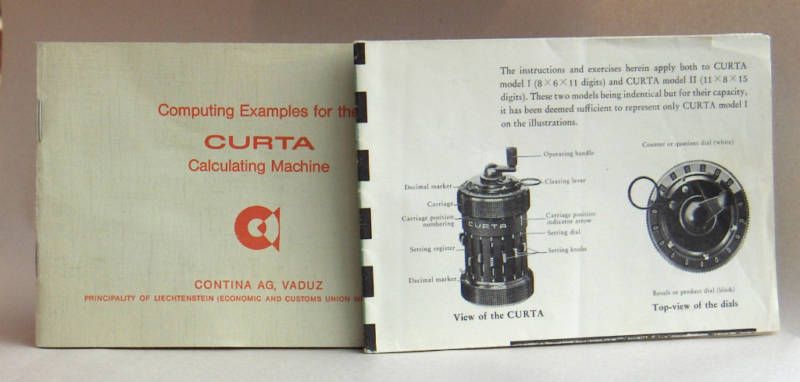 Computing Examples for the
CURTA
Calculating Machine
CONTINA AG, VADUZ
PRINCIPALITY OF LIECHTENSTEIN (ECONOMIC AND CUSTOMS UNION
The instructions and exercises herein apply both to CURTA
model I (8×6×11 digits) and CURTA model II (11×8×15
digits). These two models being indentical but for their capacity,
it has been deemed sufficient to represent only CURTA model I
on the illustrations.
Operating handle
Clearing lever
Decimal marker
Carriage
Carriage position
numbering
Carriage position
indicator arrow
CURTA
Setting dial
Setting register
Setting knobs
Decimal marker
View of the CURTA
Counter or quotient dial (white)
Result or product dial (black)
Top-view of the dials